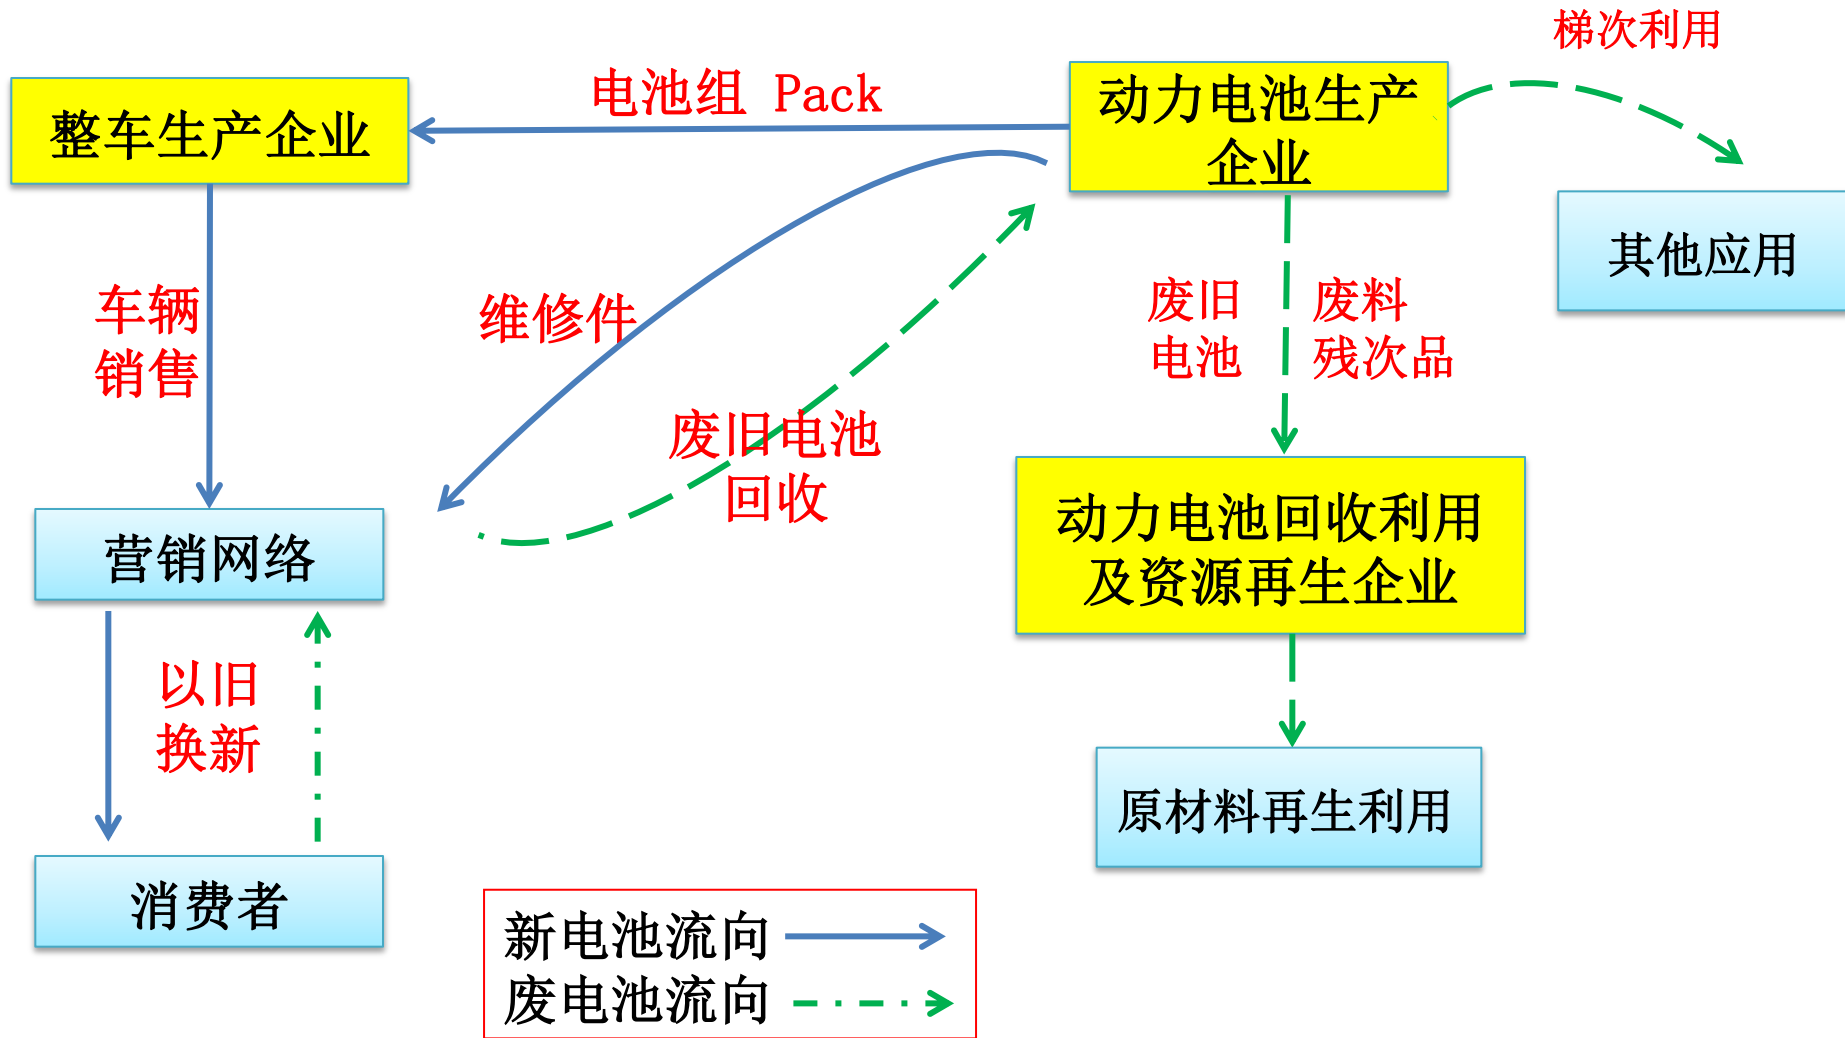 梯次利用
电池组 Pack
整车生产企业
动力电池生产
企业
其他应用
车辆
销售
维修件
废旧
电池
废料
残次品
废旧电池
回收
动力电池回收利用
及资源再生企业
营销网络
以旧
换新
原材料再生利用
消费者
新电池流向
废电池流向